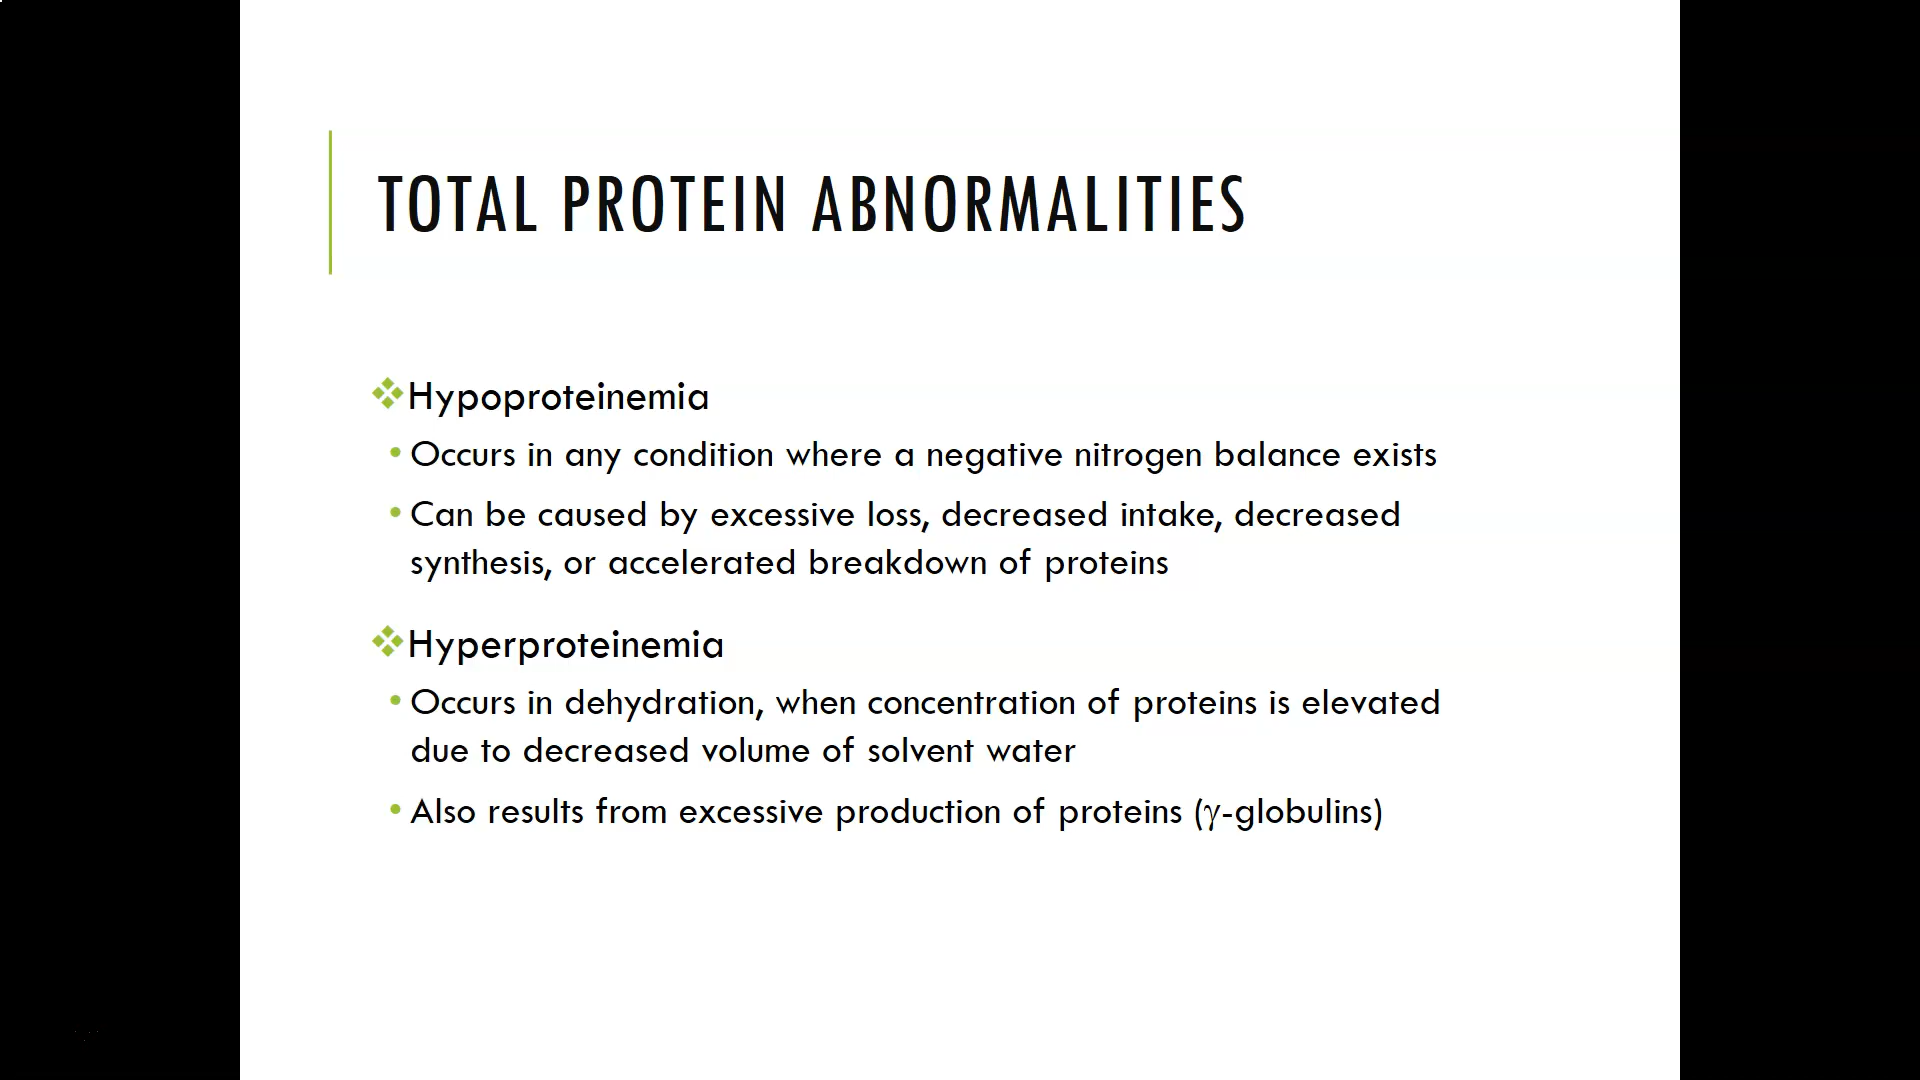 TOTAL PROTEIN ABNORMALITIES
❖Hypoproteinemia
• Occurs in any condition where a negative nitrogen balance exists
• Can be caused by excessive loss, decreased intake, decreased
synthesis, or accelerated breakdown of proteins
❖Hyperproteinemia
• Occurs in dehydration, when concentration of proteins is elevated
due to decreased volume of solvent water
• Also results from excessive production of proteins (γ-globulins)